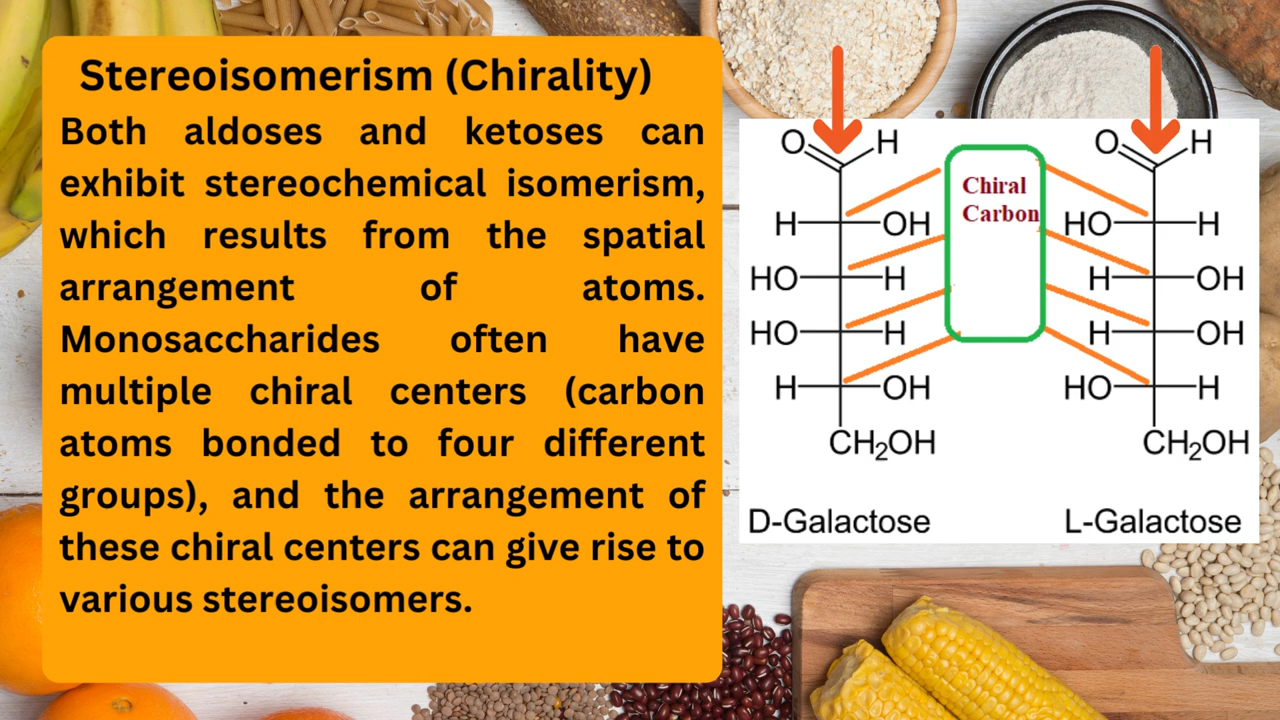 Stereoisomerism (Chirality)
Both aldoses and ketoses can
exhibit stereochemical isomerism,
which results from the spatial
arrangement of atoms.
Monosaccharides often have
multiple chiral centers (carbon
atoms bonded to four different
groups), and the arrangement of
these chiral centers can give rise to
various stereoisomers.
O H
H OH
HO H
HO H
H OH
CH₂OH
D-Galactose
Chiral
Carbon
O H
HO H
H OH
H OH
HO H
CH₂OH
L-Galactose